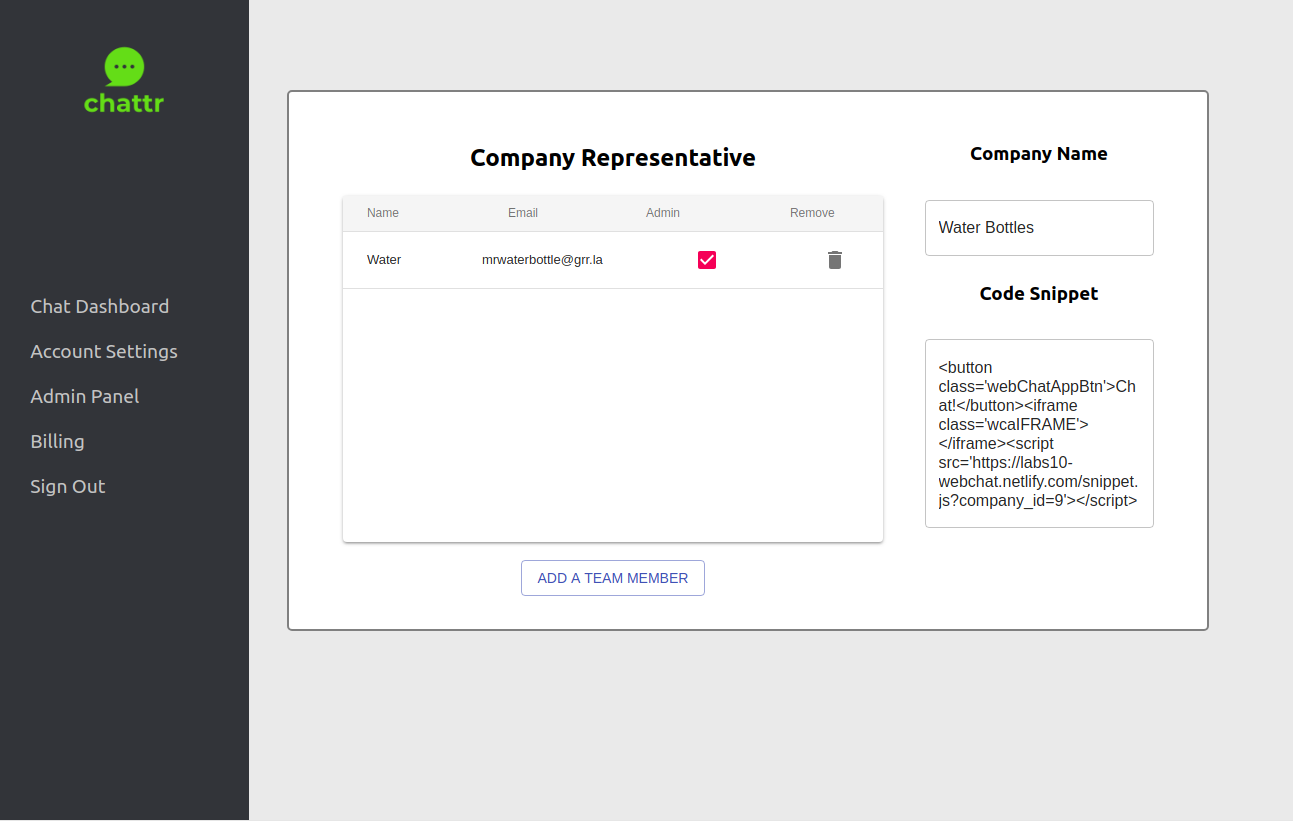 chattr
Chat Dashboard
Account Settings
Admin Panel
Billing
Sign Out
Company Representative
Name Email Admin Remove
Water mrwaterbottle@grr.la
ADD A TEAM MEMBER
Company Name
Water Bottles
Code Snippet
<button
class='webChatAppBtn'>Ch
at!</button><iframe
class='wcaIFRAME'>
</iframe><script
src='https://labs10-
webchat.netlify.com/snippet.
js?company_id=9'></script>